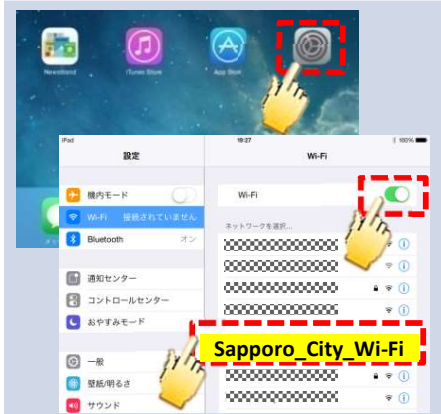 Newsstand
iTunes Store
App Store
iPad
19:27
100%
設定
Wi-Fi
機内モード
Wi-Fi
Wi-Fi 接続されていません
ネットワークを選択...
Bluetooth オン
通知センター
コントロールセンター
おやすみモード
Sapporo_City_Wi-Fi
一般
壁紙/明るさ
サウンド